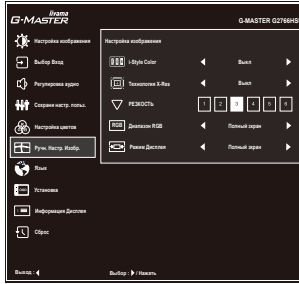 iiyama
G-MASTER
G-MASTER G2766HS
Настройка изображения
Настройка изображения
Выбор Вход
i-Style Color
Выкл
Регулировка аудио
Технология X-Res
Выкл
Сохрани настр. польз.
РЕЗКОСТЬ
1 2 3 4 5 6
Настройка цветов
RGB
Диапазон RGB
Полный экран
Ручн. Настр. Изобр.
Режим Дисплея
Полный экран
Язык
Установка
Информация Дисплея
Сброс
Выход :
Выбор : / Нажать